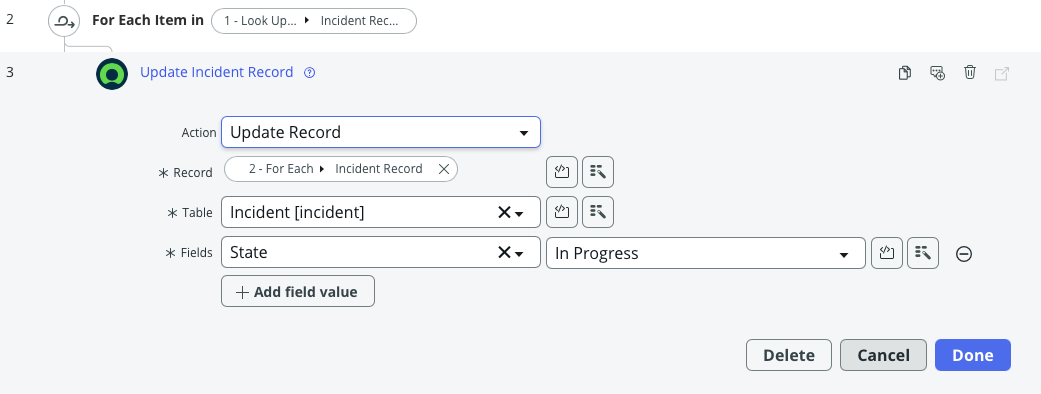 2 For Each Item in 1 - Look Up... Incident Rec...
3 Update Incident Record ?
Action Update Record
* Record 2 - For Each Incident Record
* Table Incident [incident]
* Fields State In Progress
+ Add field value
Delete Cancel Done